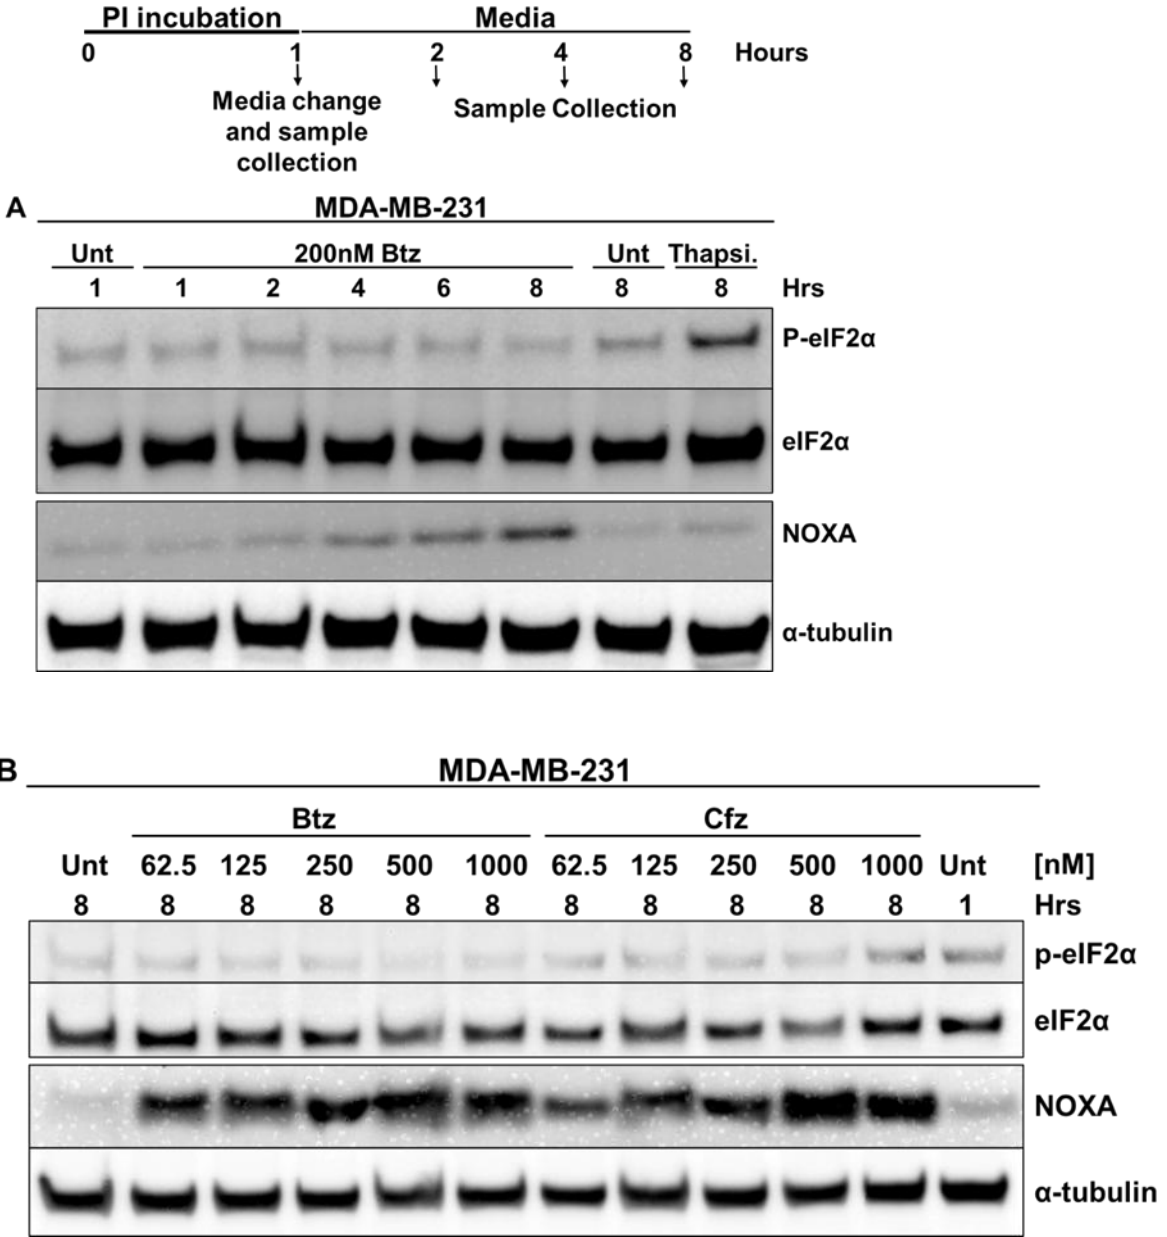 PI incubation Media
0 1 2 4 8 Hours
Media change
and sample
collection
Sample Collection
A
MDA-MB-231
Unt 200nM Btz Unt Thapsi.
1 1 2 4 6 8 8 8 Hrs
P-eIF2α
eIF2α
NOXA
α-tubulin
B
MDA-MB-231
Btz Cfz
Unt 62.5 125 250 500 1000 62.5 125 250 500 1000 Unt [nM]
8 8 8 8 8 8 8 8 8 8 8 1 Hrs
p-eIF2α
eIF2α
NOXA
α-tubulin